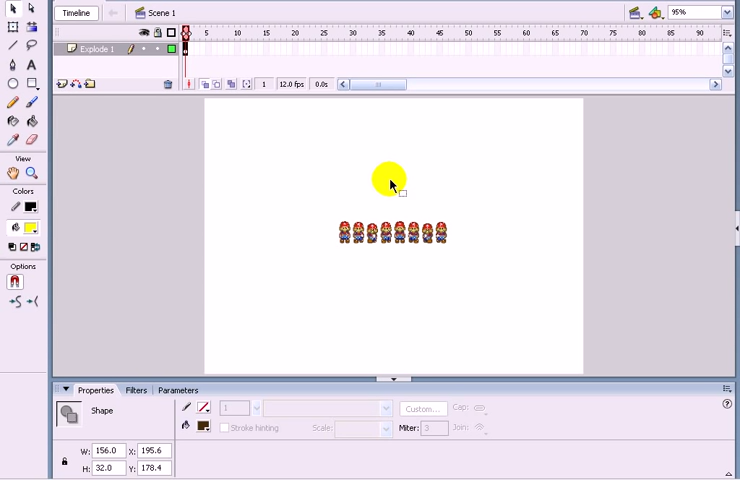 Timeline Scene 1 95%
5 10 15 20 25 30 35 40 45 50 55 60 65 70 75 80 85 90
Explode 1
1 12.0 fps 0.0s
View
Colors
Options
Properties Filters Parameters
Shape 1 Custom... Cap:
Stroke hinting Scale: Miter: 3 Join:
W: 156.0 X: 195.6
H: 32.0 Y: 178.4